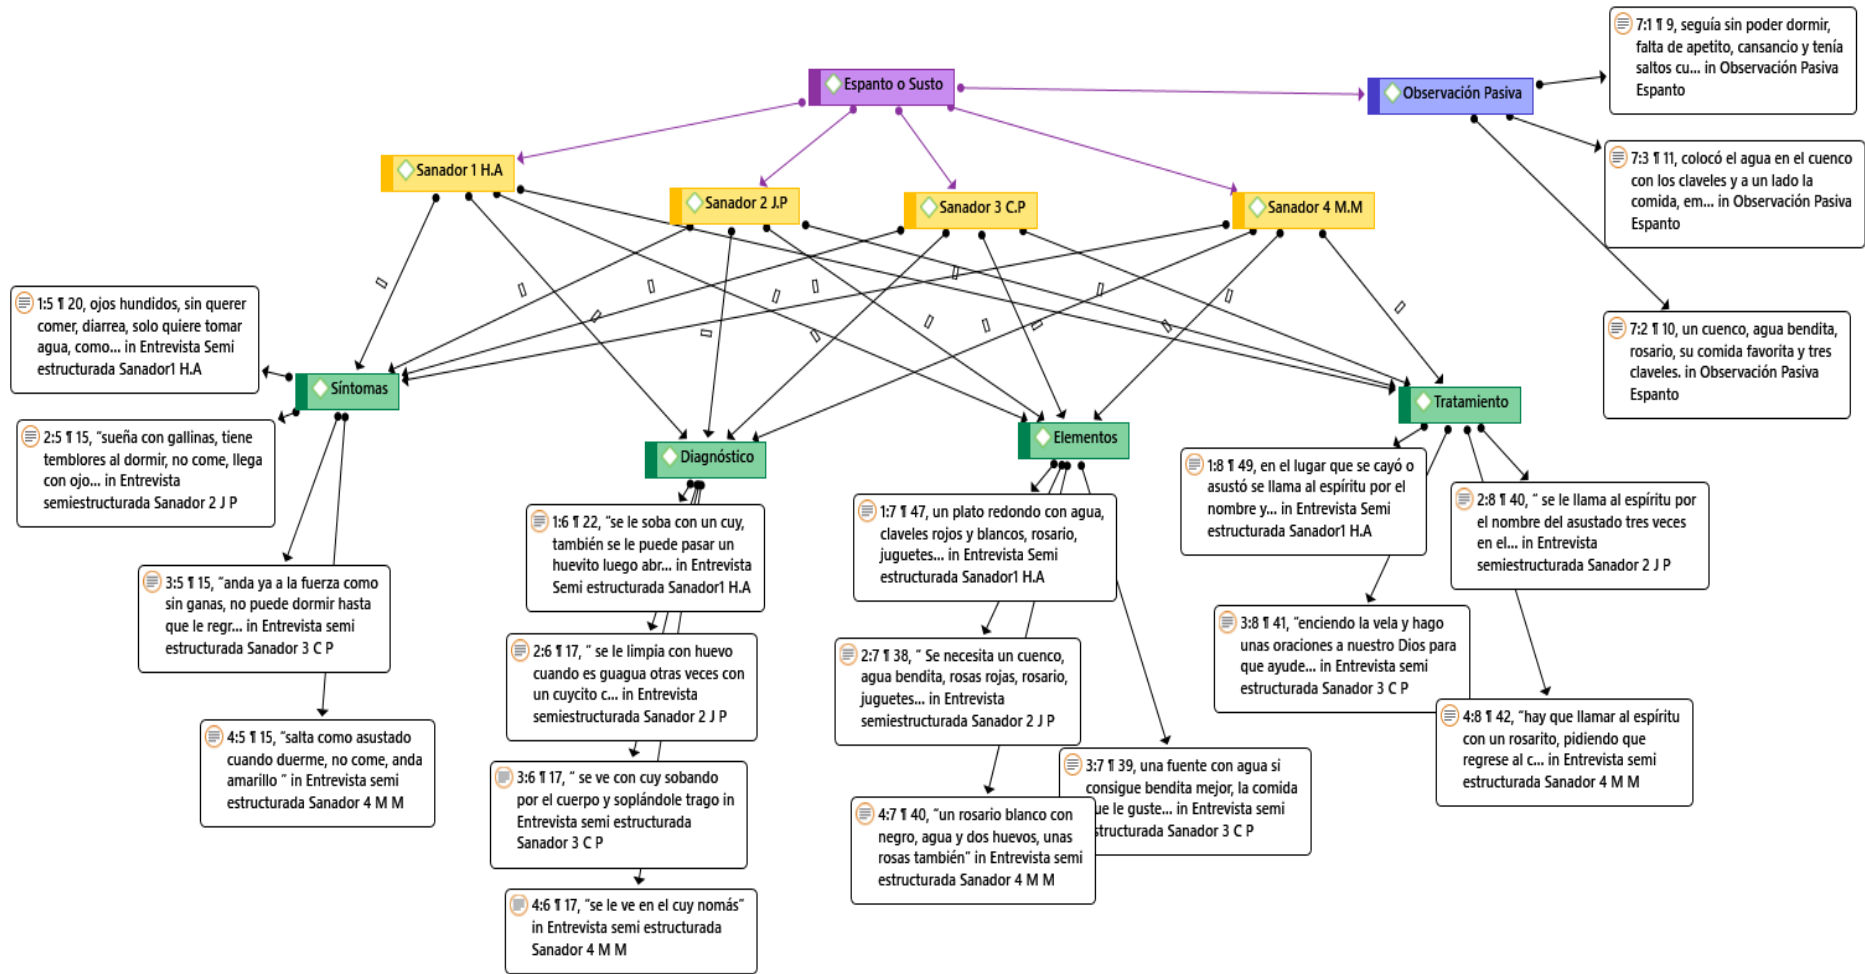 Espanto o Susto
Observación Pasiva
7:1 ¶ 9, seguía sin poder dormir,
falta de apetito, cansancio y tenía
saltos cu... in Observación Pasiva
Espanto
7:3 ¶ 11, colocó el agua en el cuenco
con los claveles y a un lado la
comida, em... in Observación Pasiva
Espanto
7:2 ¶ 10, un cuenco, agua bendita,
rosario, su comida favorita y tres
claveles. in Observación Pasiva
Espanto
Sanador 1 H.A
Sanador 2 J.P
Sanador 3 C.P
Sanador 4 M.M
Síntomas
Diagnóstico
Elementos
Tratamiento
1:5 ¶ 20, ojos hundidos, sin querer
comer, diarrea, solo quiere tomar
agua, como... in Entrevista Semi
estructurada Sanador1 H.A
2:5 ¶ 15, “sueña con gallinas, tiene
temblores al dormir, no come, llega
con ojo... in Entrevista
semiestructurada Sanador 2 J P
3:5 ¶ 15, “anda ya a la fuerza como
sin ganas, no puede dormir hasta
que le regr... in Entrevista semi
estructurada Sanador 3 C P
4:5 ¶ 15, “salta como asustado
cuando duerme, no come, anda
amarillo ” in Entrevista semi
estructurada Sanador 4 M M
1:6 ¶ 22, “se le soba con un cuy,
también se le puede pasar un
huevito luego abr... in Entrevista
Semi estructurada Sanador1 H.A
2:6 ¶ 17, “ se le limpia con huevo
cuando es guagua otras veces con
un cuycito c... in Entrevista
semiestructurada Sanador 2 J P
3:6 ¶ 17, “ se ve con cuy sobando
por el cuerpo y soplándole trago in
Entrevista semi estructurada
Sanador 3 C P
4:6 ¶ 17, “se le ve en el cuy nomás”
in Entrevista semi estructurada
Sanador 4 M M
1:7 ¶ 47, un plato redondo con agua,
claveles rojos y blancos, rosario,
juguetes... in Entrevista Semi
estructurada Sanador1 H.A
2:7 ¶ 38, “ Se necesita un cuenco,
agua bendita, rosas rojas, rosario,
juguetes... in Entrevista
semiestructurada Sanador 2 J P
3:7 ¶ 39, una fuente con agua si
consigue bendita mejor, la comida
ue le guste... in Entrevista semi
structurada Sanador 3 C P
4:7 ¶ 40, “un rosario blanco con
negro, agua y dos huevos, unas
rosas también” in Entrevista semi
estructurada Sanador 4 M M
1:8 ¶ 49, en el lugar que se cayó o
asustó se llama al espíritu por el
nombre y... in Entrevista Semi
estructurada Sanador1 H.A
2:8 ¶ 40, “ se le llama al espíritu por
el nombre del asustado tres veces
en el... in Entrevista
semiestructurada Sanador 2 J P
3:8 ¶ 41, “enciendo la vela y hago
unas oraciones a nuestro Dios para
que ayude... in Entrevista semi
estructurada Sanador 3 C P
4:8 ¶ 42, “hay que llamar al espíritu
con un rosarito, pidiendo que
regrese al c... in Entrevista semi
estructurada Sanador 4 M M